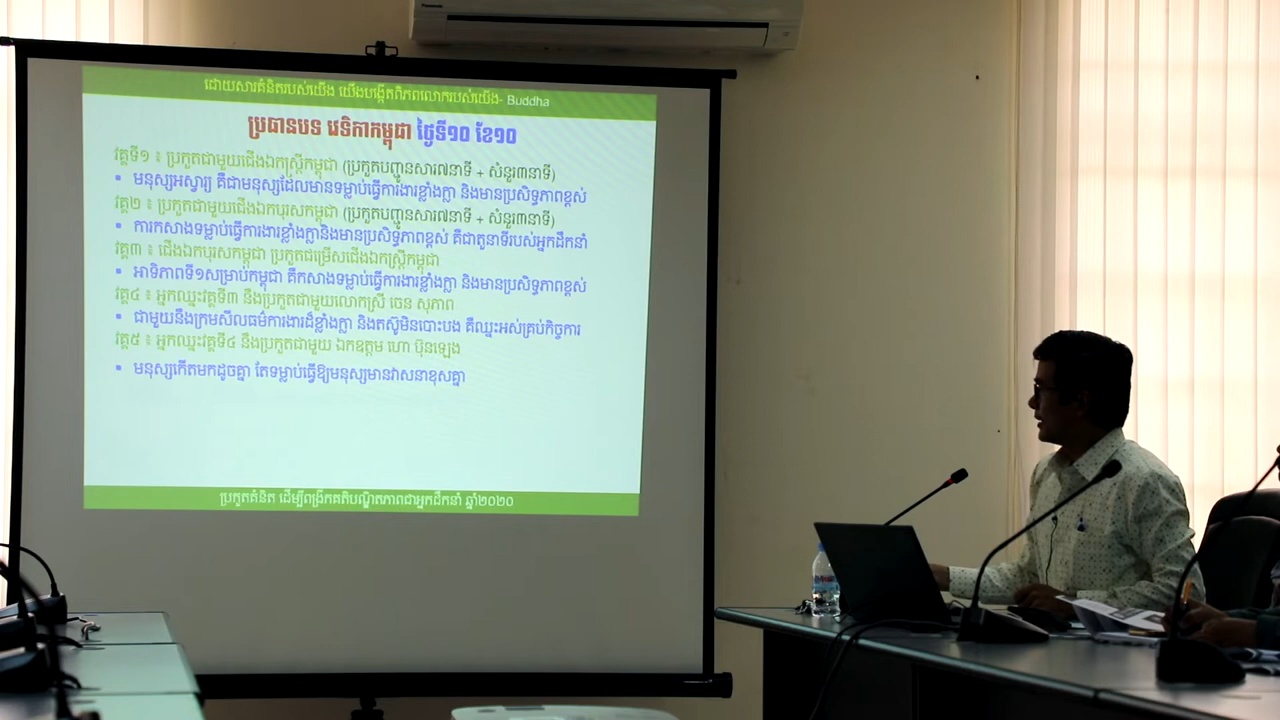 Panasonic
ដោយសារគំនិតរបស់យើង យើងបង្កើតពិភពលោករបស់យើង- Buddha
ប្រធានបទ វេទិកាកម្ពុជា ថ្ងៃទី១០ ខែ១០
វគ្គទី១ ៖ ប្រកួតជាមួយជើងឯកស្ត្រីកម្ពុជា (ប្រកួតបញ្ជូនសារ៧នាទី + សំនួរ៣នាទី)
▪ មនុស្សអស្ចារ្យ គឺជាមនុស្សដែលមានទម្លាប់ធ្វើការងារខ្លាំងក្លា និងមានប្រសិទ្ធភាពខ្ពស់
វគ្គ២ ៖ ប្រកួតជាមួយជើងឯកបុរសកម្ពុជា (ប្រកួតបញ្ជូនសារ៧នាទី + សំនួរ៣នាទី)
▪ ការកសាងទម្លាប់ធ្វើការងារខ្លាំងក្លានិងមានប្រសិទ្ធភាពខ្ពស់ គឺជាតួនាទីរបស់អ្នកដឹកនាំ
វគ្គ៣ ៖ ជើងឯកបុរសកម្ពុជា ប្រកួតជម្រើសជើងឯកស្ត្រីកម្ពុជា
▪ អាទិភាពទី១សម្រាប់កម្ពុជា គឺកសាងទម្លាប់ធ្វើការងារខ្លាំងក្លា និងមានប្រសិទ្ធភាពខ្ពស់
វគ្គ៤ ៖ អ្នកឈ្នះវគ្គទី៣ នឹងប្រកួតជាមួយលោកស្រី ចេន សុភាព
▪ ជាមួយនឹងក្រមសីលធម៌ការងារដ៏ខ្លាំងក្លា និងតស៊ូមិនបោះបង់ គឺឈ្នះអស់គ្រប់កិច្ចការ
វគ្គ៥ ៖ អ្នកឈ្នះវគ្គទី៤ នឹងប្រកួតជាមួយ ឯកឧត្តម ហោ ប៊ុនឡេង
▪ មនុស្សកើតមកដូចគ្នា តែទម្លាប់ធ្វើឱ្យមនុស្សមានវាសនាខុសគ្នា
ប្រកួតគំនិត ដើម្បីពង្រីកគតិបណ្ឌិតភាពជាអ្នកដឹកនាំ ឆ្នាំ២០២០